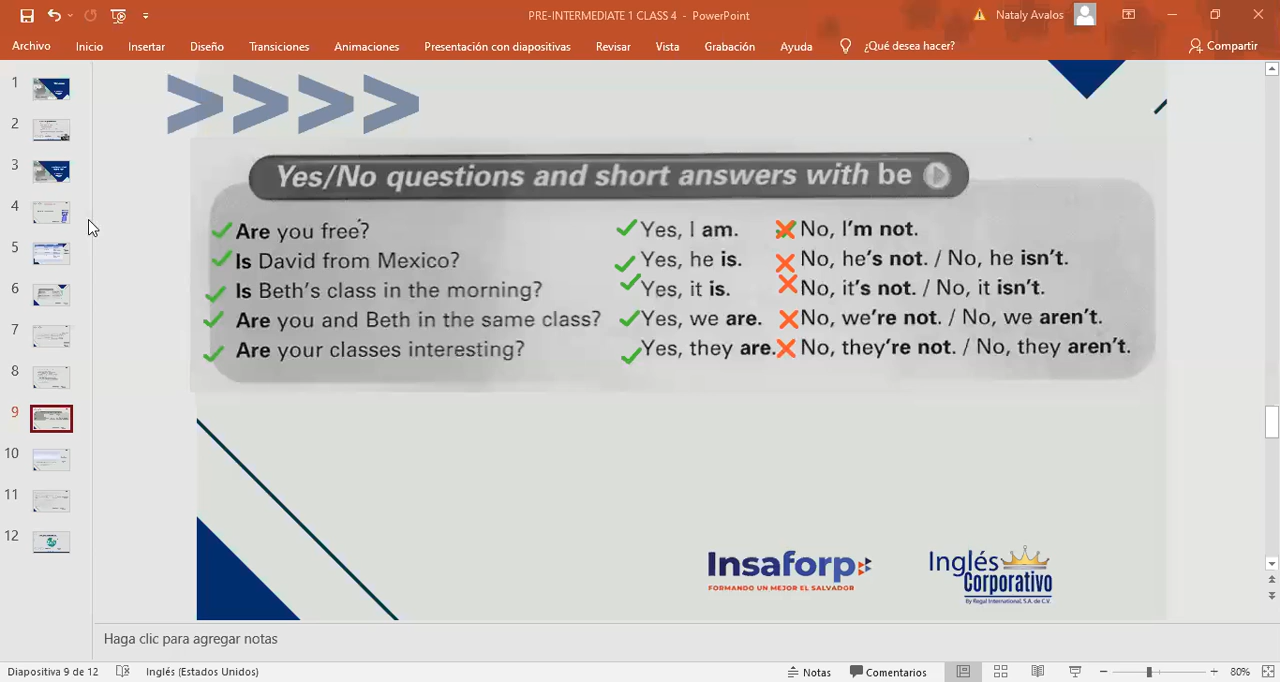 PRE-INTERMEDIATE 1 CLASS 4 - PowerPoint
Nataly Avalos
Archivo Inicio Insertar Diseño Transiciones Animaciones Presentación con diapositivas Revisar Vista Grabación Ayuda ¿Qué desea hacer? Compartir
1
2
3
4
5
6
7
8
9
10
11
12
>>>>
Yes/No questions and short answers with be
Are you free? Yes, I am. No, I'm not.
Is David from Mexico? Yes, he is. No, he's not. / No, he isn't.
Is Beth's class in the morning? Yes, it is. No, it's not. / No, it isn't.
Are you and Beth in the same class? Yes, we are. No, we're not. / No, we aren't.
Are your classes interesting? Yes, they are. No, they're not. / No, they aren't.
Insaforp
FORMANDO UN MEJOR EL SALVADOR
Inglés
Corporativo
By Regal International, S.A. de C.V.
Haga clic para agregar notas
Diapositiva 9 de 12 Inglés (Estados Unidos) Notas Comentarios 80%